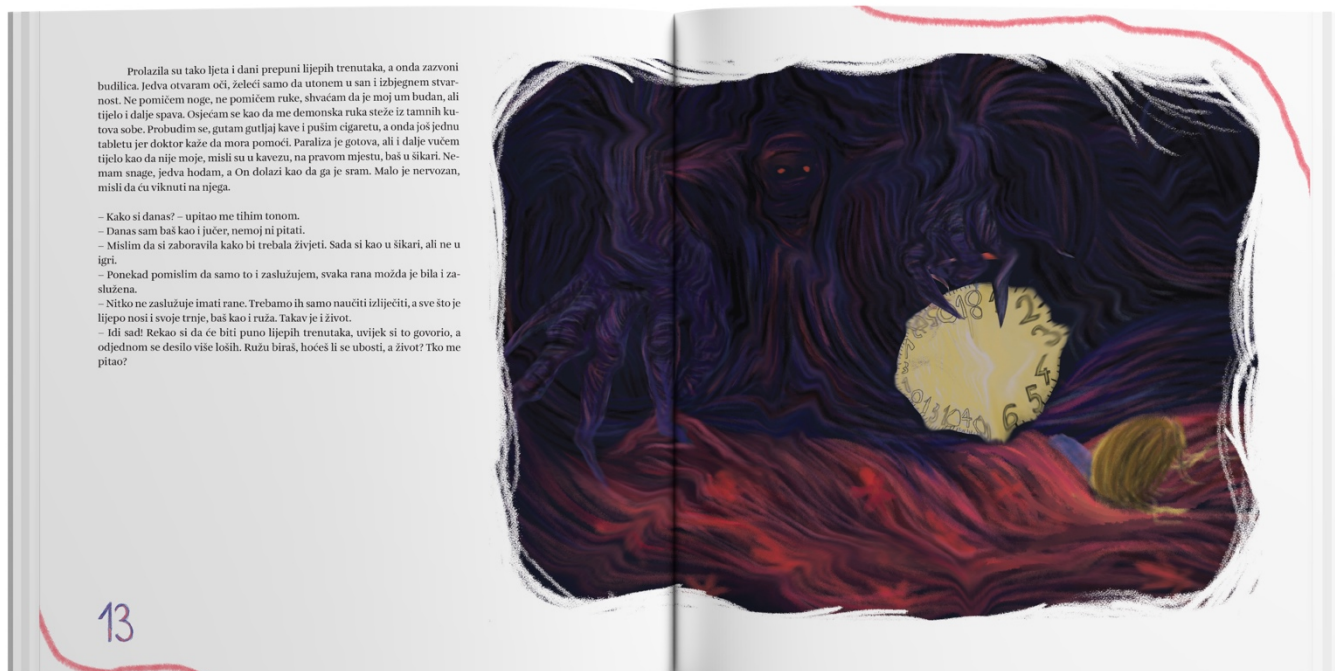 Prolazila su tako ljeta i dani prepuni lijepih trenutaka, a onda zazvoni
budilica. Jedva otvaram oči, želeći samo da utonem u san i izbjegnem stvar-
nost. Ne pomičem noge, ne pomičem ruke, shvaćam da je moj um budan, ali
tijelo i dalje spava. Osjećam se kao da me demonska ruka steže iz tamnih ku-
tova sobe. Probudim se, gutam gutljaj kave i pušim cigaretu, a onda još jednu
tabletu jer doktor kaže da mora pomoći. Paraliza je gotova, ali i dalje vučem
tijelo kao da nije moje, misli su u kavezu, na pravom mjestu, baš u šikari. Ne-
mam snage, jedva hodam, a On dolazi kao da ga je sram. Malo je nervozan,
misli da ću viknuti na njega.
– Kako si danas? – upitao me tihim tonom.
– Danas sam baš kao i jučer, nemoj ni pitati.
– Mislim da si zaboravila kako bi trebala živjeti. Sada si kao u šikari, ali ne u
igri.
– Ponekad pomislim da samo to i zaslužujem, svaka rana možda je bila i za-
služena.
– Nitko ne zaslužuje imati rane. Trebamo ih samo naučiti izliječiti, a sve što je
lijepo nosi i svoje trnje, baš kao i ruža. Takav je i život.
– Idi sad! Rekao si da će biti puno lijepih trenutaka, uvijek si to govorio, a
odjednom se desilo više loših. Ružu biraš, hoćeš li se ubosti, a život? Tko me
pitao?
13
2
3
4
5
6